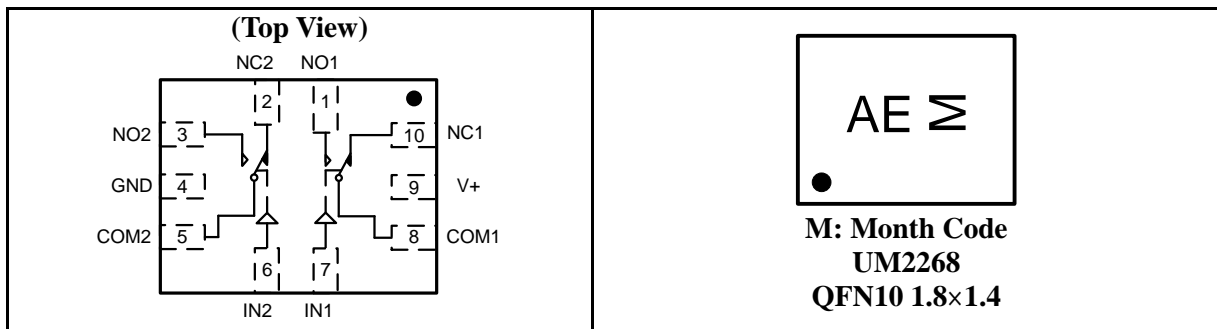 (Top View)
NC2 NO1
2 1
NO2 3 10 NC1
GND 4 9 V+
COM2 5 8 COM1
6 7
IN2 IN1
AE M
M: Month Code
UM2268
QFN10 1.8×1.4